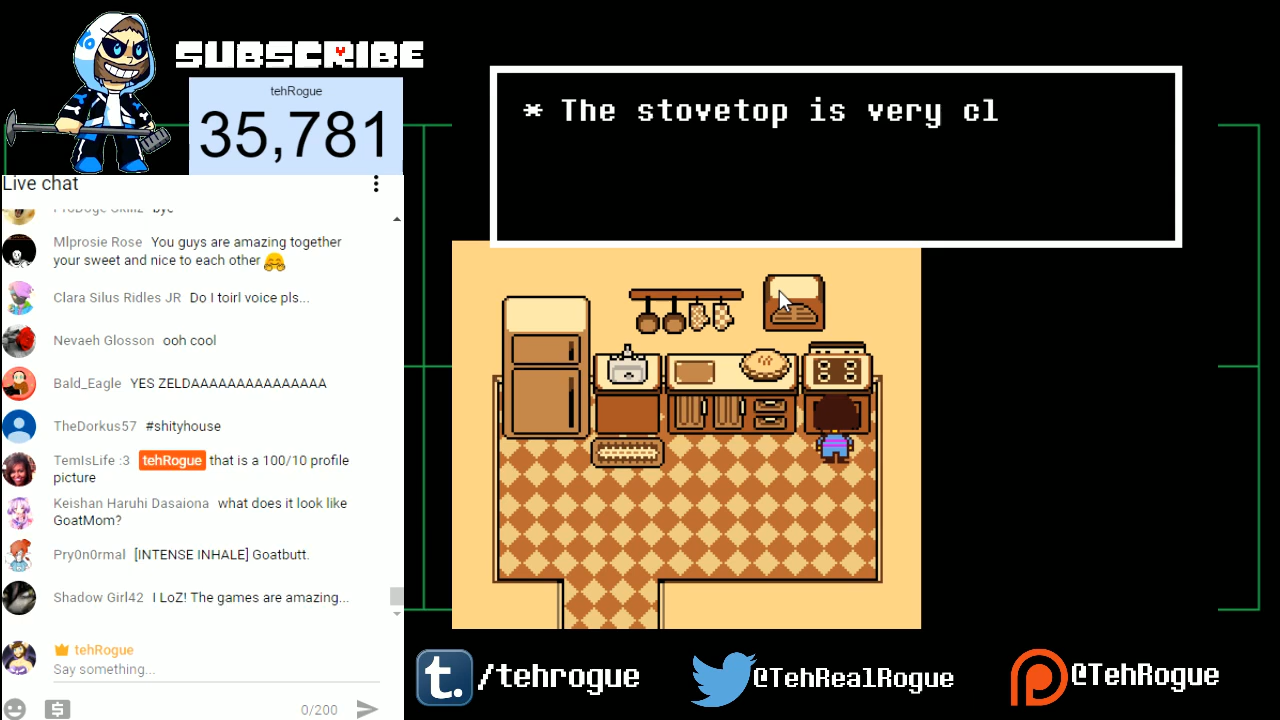 SUBSCRIBE
tehRogue
35,781
Live chat
bye
Mlprosie Rose You guys are amazing together
your sweet and nice to each other
Clara Silus Ridles JR Do I toirl voice pls...
Nevaeh Glosson ooh cool
Bald_Eagle YES ZELDAAAAAAAAAAAAAAA
TheDorkus57 #shityhouse
TemIsLife :3 tehRogue that is a 100/10 profile
picture
Keishan Haruhi Dasaiona what does it look like
GoatMom?
Pry0n0rmal [INTENSE INHALE] Goatbutt.
Shadow Girl42 I LoZ! The games are amazing...
tehRogue
Say something...
0/200
* The stovetop is very cl
t. /tehrogue
@TehRealRogue
@TehRogue